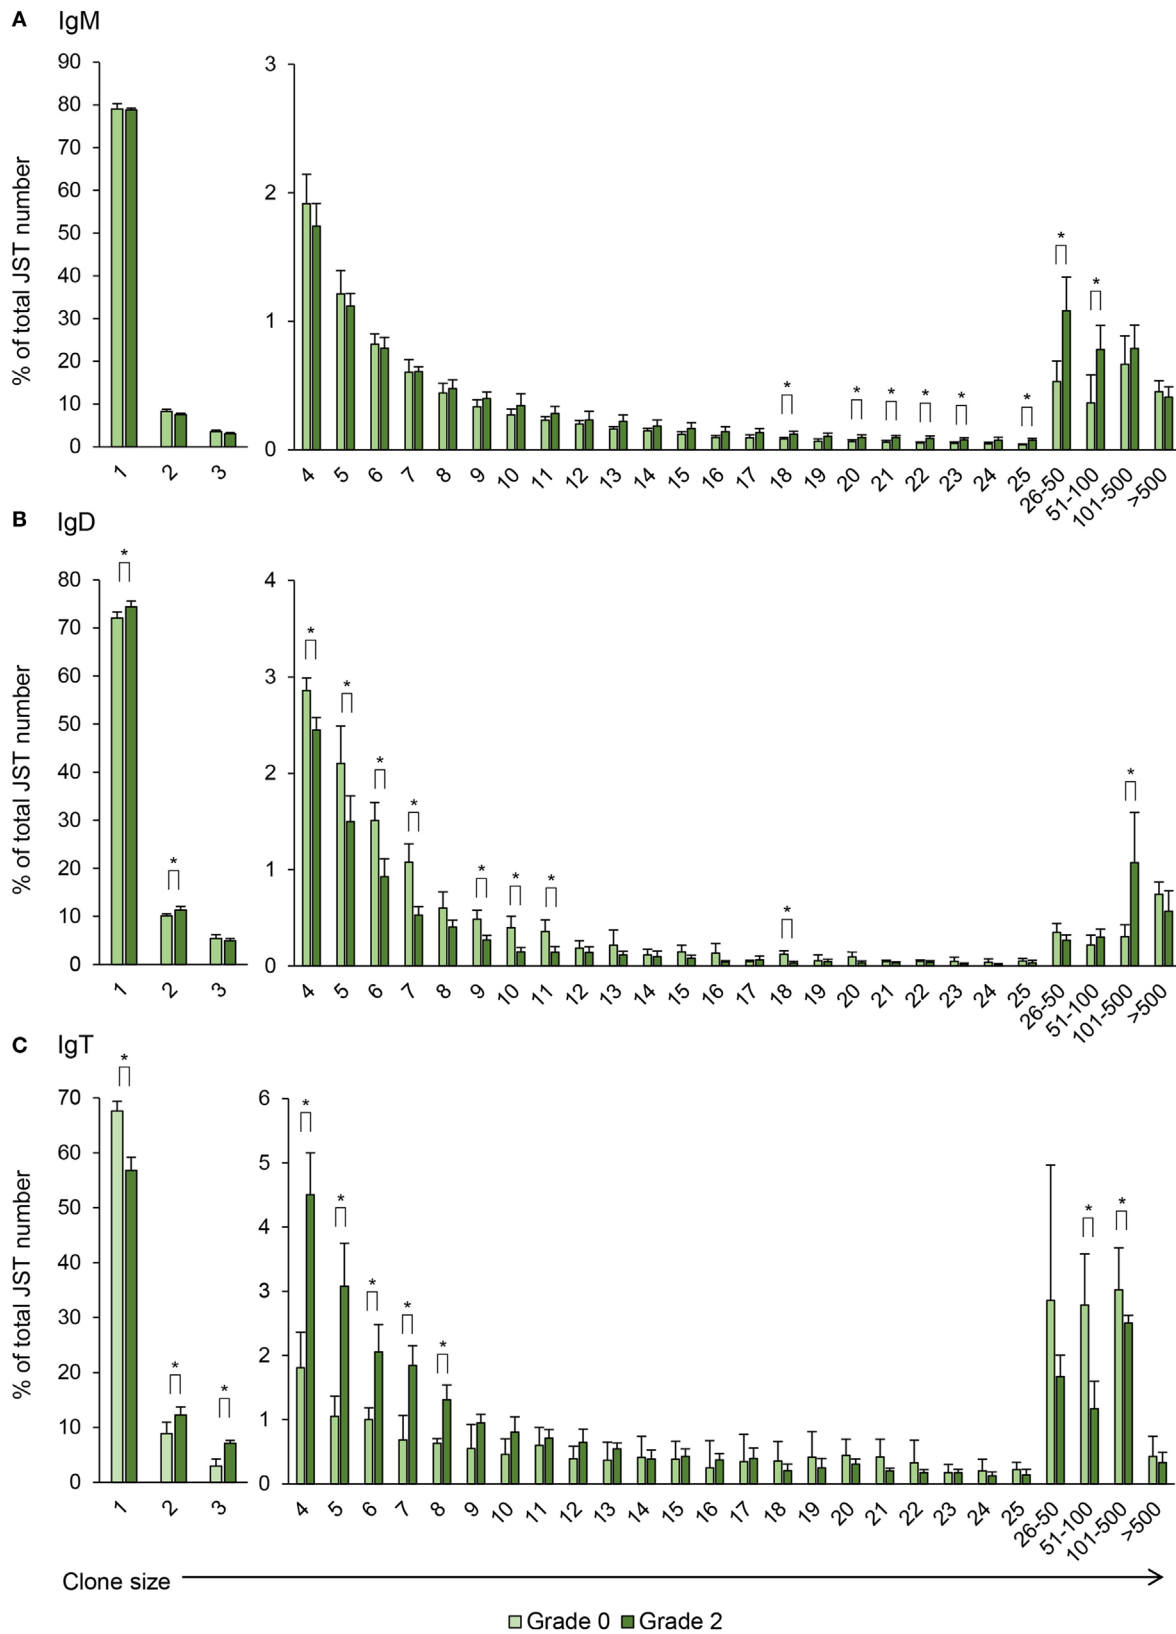 A IgM
% of total JST number
90
80
70
60
50
40
30
20
10
0
1 2 3
3
2
1
0
* * * * * * * *
4 5 6 7 8 9 10 11 12 13 14 15 16 17 18 19 20 21 22 23 24 25 26-50 51-100 101-500 >500
B IgD
% of total JST number
* *
80
70
60
50
40
30
20
10
0
1 2 3
4
3
2
1
0
* * * * * * * * *
4 5 6 7 8 9 10 11 12 13 14 15 16 17 18 19 20 21 22 23 24 25 26-50 51-100 101-500 >500
C IgT
% of total JST number
* * *
70
60
50
40
30
20
10
0
1 2 3
6
5
4
3
2
1
0
* * * * * * *
4 5 6 7 8 9 10 11 12 13 14 15 16 17 18 19 20 21 22 23 24 25 26-50 51-100 101-500 >500
Clone size
Grade 0 Grade 2